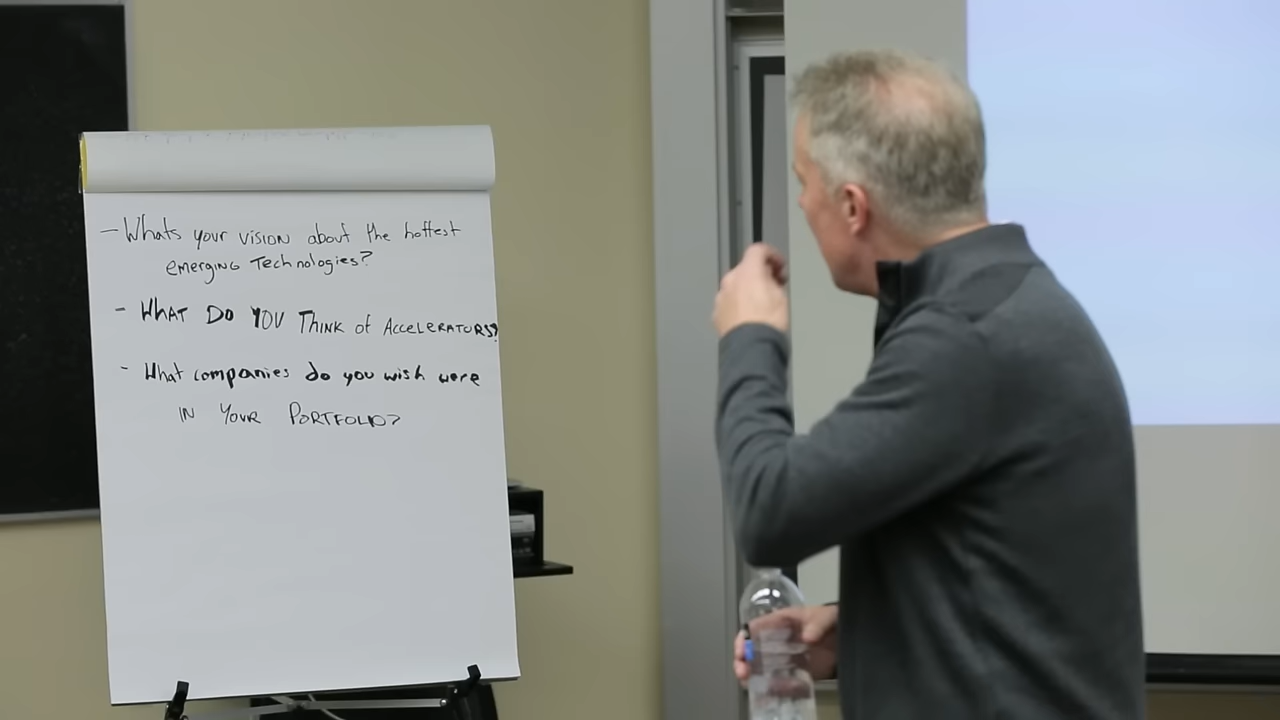 - Whats your vision about the hottest
emerging Technologies?
- What Do You Think of Accelerators?
- What companies do you wish were
in Your Portfolio?